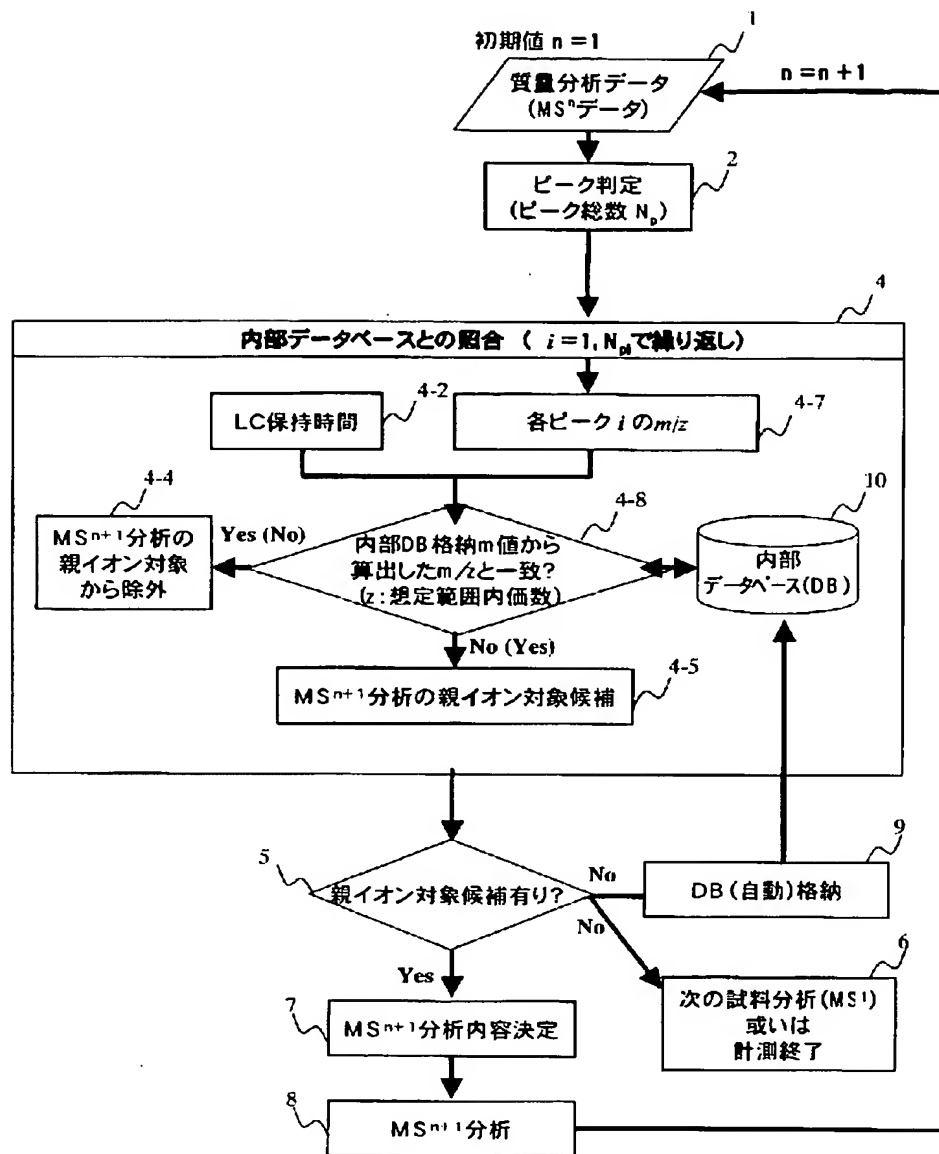 1
初期値 n=1
n=n+1
質量分析データ
(MSⁿデータ)
2
ピーク判定
(ピーク総数 Nₚ)
4
内部データベースとの照合 ( i=1, Nₚᵢで繰り返し)
4-2
LC保持時間
各ピーク i のm/z
4-7
4-4
MSⁿ⁺¹分析の
親イオン対象
から除外
Yes (No)
4-8
内部DB格納m値から
算出したm/zと一致?
(z:想定範囲内価数)
10
内部
データベース(DB)
No (Yes)
4-5
MSⁿ⁺¹分析の親イオン対象候補
5
親イオン対象候補有り?
No
9
DB(自動)格納
No
Yes
6
次の試料分析(MS¹)
或いは
計測終了
7
MSⁿ⁺¹分析内容決定
8
MSⁿ⁺¹分析